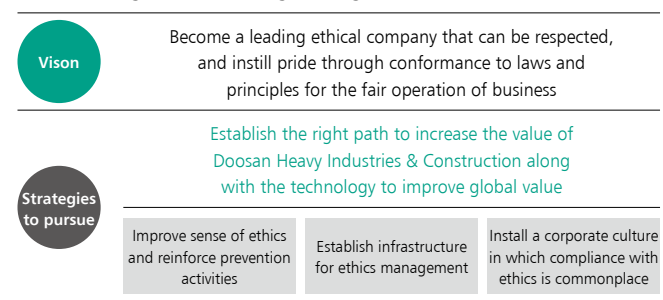 Vison
Become a leading ethical company that can be respected,
and instill pride through conformance to laws and
principles for the fair operation of business
Strategies
to pursue
Establish the right path to increase the value of
Doosan Heavy Industries & Construction along
with the technology to improve global value
Improve sense of ethics
and reinforce prevention
activities
Establish infrastructure
for ethics management
Install a corporate culture
in which compliance with
ethics is commonplace